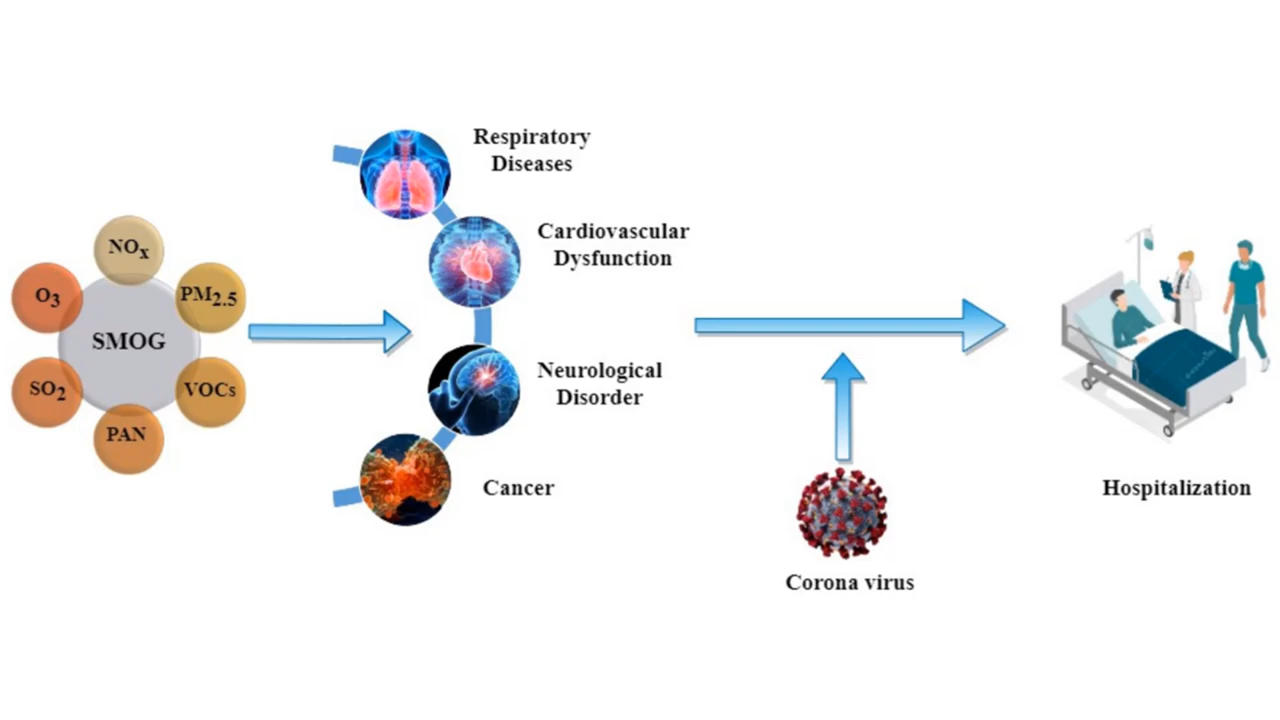 NOx
O3
PM2.5
SMOG
SO2
VOCs
PAN
Respiratory
Diseases
Cardiovascular
Dysfunction
Neurological
Disorder
Cancer
Corona virus
Hospitalization